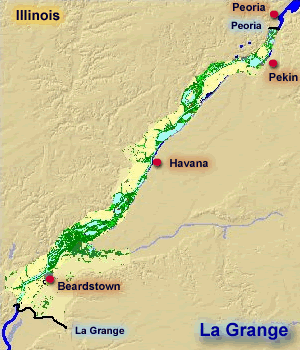 Peoria
Illinois
Peoria
Pekin
Havana
Beardstown
La Grange
La Grange